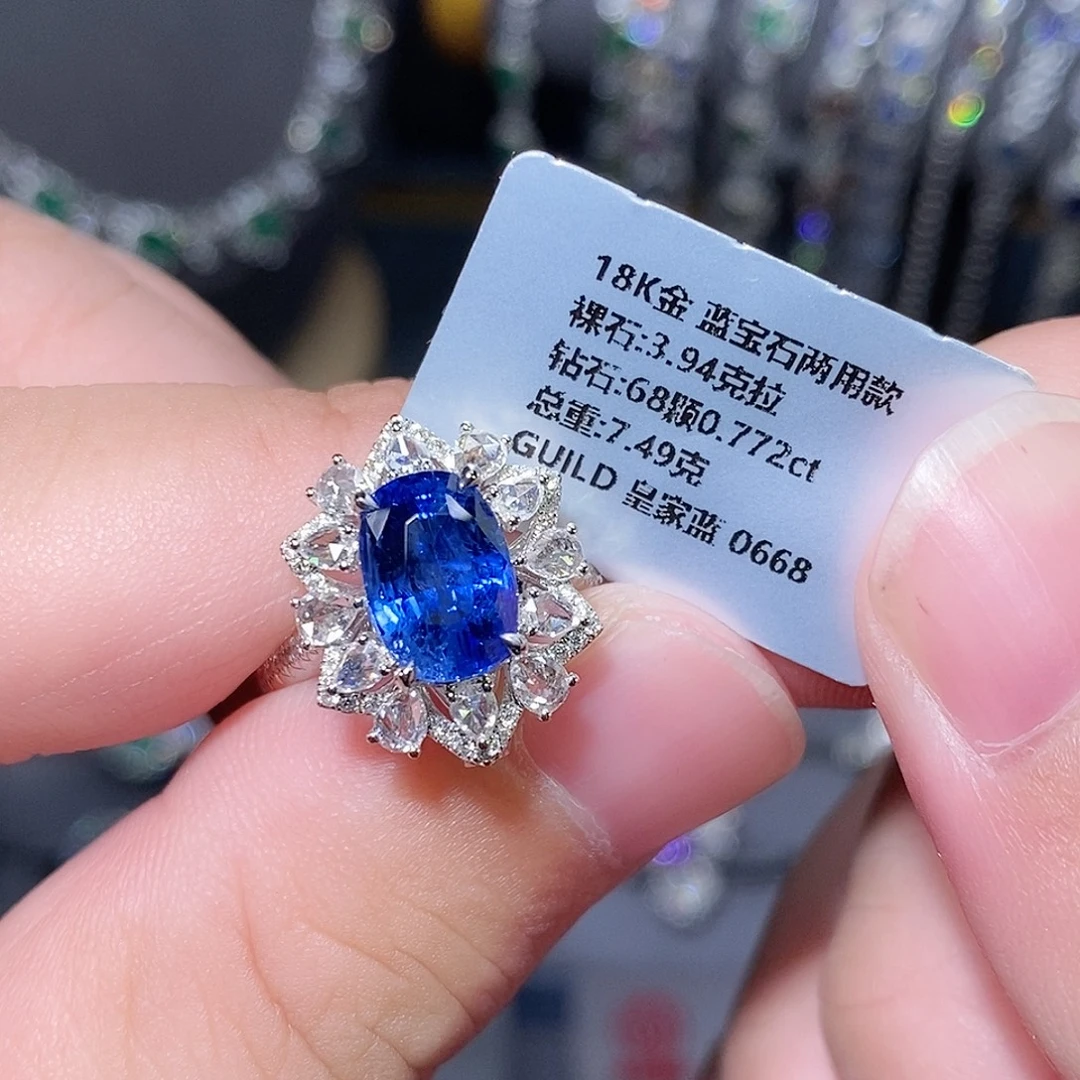 18K金 蓝宝石两用款
裸石:3.94克拉
钻石:68颗0.772ct
总重:7.49克
GUILD 皇家蓝 0668